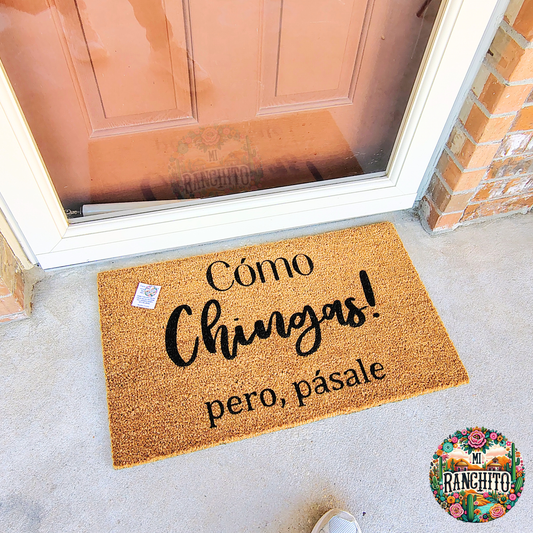 MI
RANCHITO
Cómo
Chingas!
pero, pásale
MI
RANCHITO